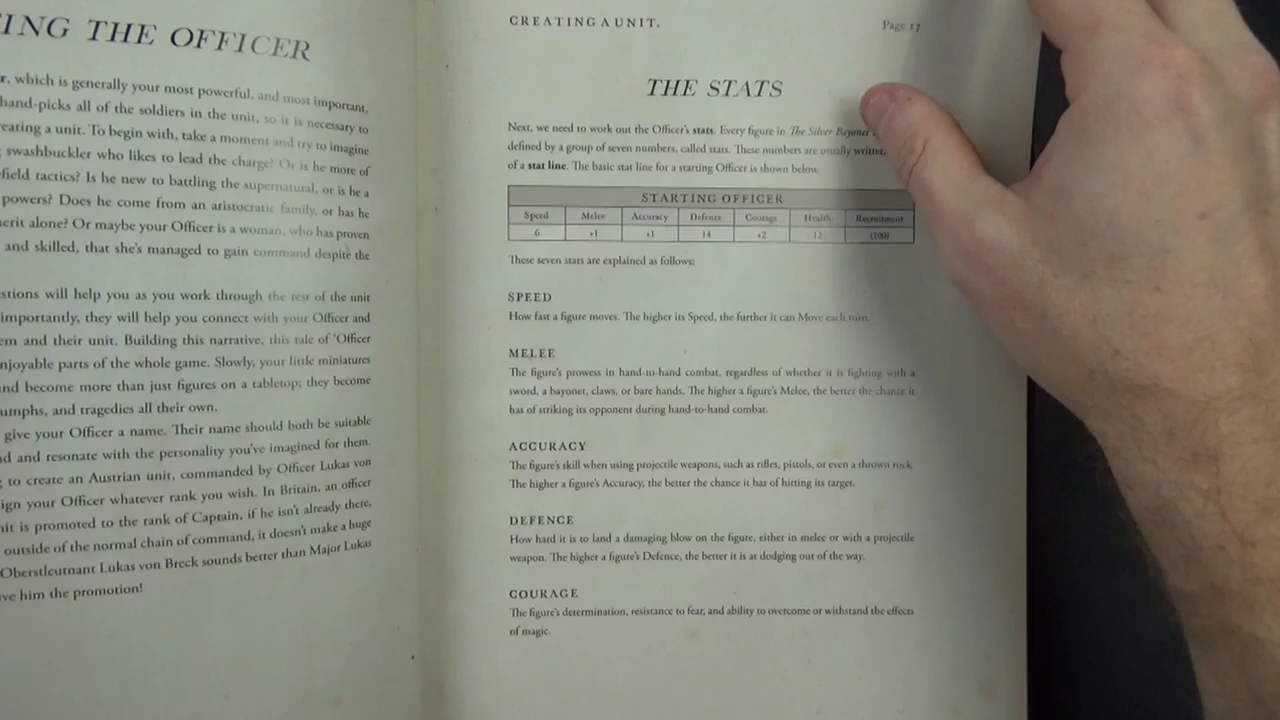 ING THE OFFICER
r, which is generally your most powerful, and most important,
hand-picks all of the soldiers in the unit, so it is necessary to
eating a unit. To begin with, take a moment and try to imagine
swashbuckler who likes to lead the charge? Or is he more of
field tactics? Is he new to battling the supernatural, or is he a
powers? Does he come from an aristocratic family, or has he
merit alone? Or maybe your Officer is a woman, who has proven
and skilled, that she's managed to gain command despite the
estions will help you as you work through the rest of the unit
importantly, they will help you connect with your Officer and
em and their unit. Building this narrative, this tale of 'Officer
njoyable parts of the whole game. Slowly, your little miniatures
nd become more than just figures on a tabletop; they become
umphs, and tragedies all their own.
give your Officer a name. Their name should both be suitable
nd and resonate with the personality you've imagined for them.
to create an Austrian unit, commanded by Officer Lukas von
ign your Officer whatever rank you wish. In Britain, an officer
nit is promoted to the rank of Captain, if he isn't already there,
outside of the normal chain of command, it doesn't make a huge
Oberstleutnant Lukas von Breck sounds better than Major Lukas
ve him the promotion!
CREATING A UNIT.
Page 17
THE STATS
Next, we need to work out the Officer's stats. Every figure in The Silver Bayonet
defined by a group of seven numbers, called stats. These numbers are usually written
of a stat line. The basic stat line for a starting Officer is shown below.
STARTING OFFICER
Speed Melee Accuracy Defence Courage Health Recruitment
6 +1 +1 14 +2 12 (100)
These seven stats are explained as follows:
SPEED
How fast a figure moves. The higher its Speed, the further it can Move each turn.
MELEE
The figure's prowess in hand-to-hand combat, regardless of whether it is fighting with a
sword, a bayonet, claws, or bare hands. The higher a figure's Melee, the better the chance it
has of striking its opponent during hand-to-hand combat.
ACCURACY
The figure's skill when using projectile weapons, such as rifles, pistols, or even a thrown rock.
The higher a figure's Accuracy, the better the chance it has of hitting its target.
DEFENCE
How hard it is to land a damaging blow on the figure, either in melee or with a projectile
weapon. The higher a figure's Defence, the better it is at dodging out of the way.
COURAGE
The figure's determination, resistance to fear, and ability to overcome or withstand the effects
of magic.